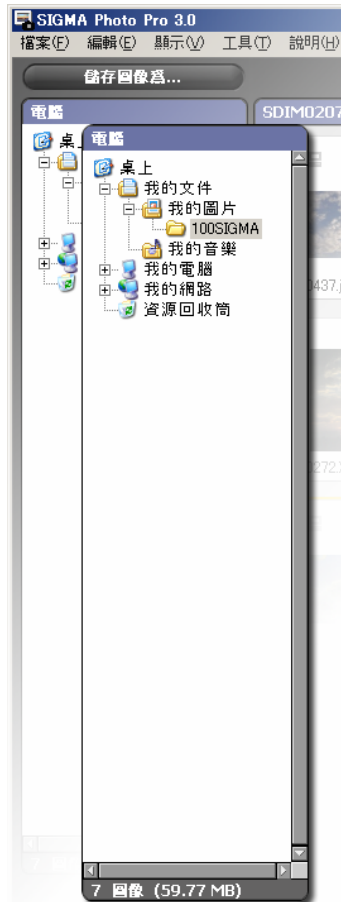 SIGMA Photo Pro 3.0
檔案(F) 編輯(E) 顯示(V) 工具(T) 說明(H)
儲存圖像為...
電腦
SDIM0207
桌
電腦
桌上
我的文件
我的圖片
100SIGMA
我的音樂
我的電腦
我的網路
資源回收筒
0437.j
0272.
7 圖像 (59.77 MB)